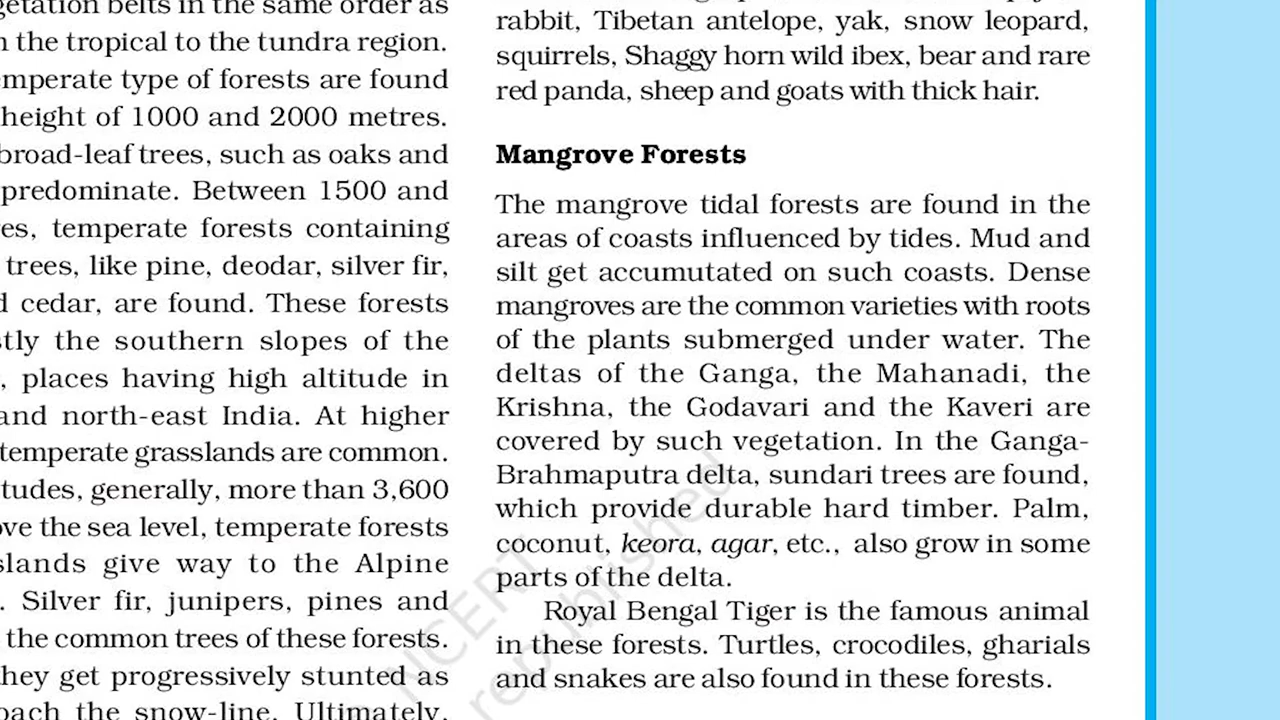 getation belts in the same order as
the tropical to the tundra region.
emperate type of forests are found
height of 1000 and 2000 metres.
broad-leaf trees, such as oaks and
predominate. Between 1500 and
es, temperate forests containing
trees, like pine, deodar, silver fir,
d cedar, are found. These forests
stly the southern slopes of the
, places having high altitude in
and north-east India. At higher
temperate grasslands are common.
tudes, generally, more than 3,600
ove the sea level, temperate forests
slands give way to the Alpine
. Silver fir, junipers, pines and
the common trees of these forests.
hey get progressively stunted as
oach the snow-line. Ultimately,
rabbit, Tibetan antelope, yak, snow leopard,
squirrels, Shaggy horn wild ibex, bear and rare
red panda, sheep and goats with thick hair.
Mangrove Forests
The mangrove tidal forests are found in the
areas of coasts influenced by tides. Mud and
silt get accumutated on such coasts. Dense
mangroves are the common varieties with roots
of the plants submerged under water. The
deltas of the Ganga, the Mahanadi, the
Krishna, the Godavari and the Kaveri are
covered by such vegetation. In the Ganga-
Brahmaputra delta, sundari trees are found,
which provide durable hard timber. Palm,
coconut, keora, agar, etc., also grow in some
parts of the delta.
Royal Bengal Tiger is the famous animal
in these forests. Turtles, crocodiles, gharials
and snakes are also found in these forests.
NCERT
republished